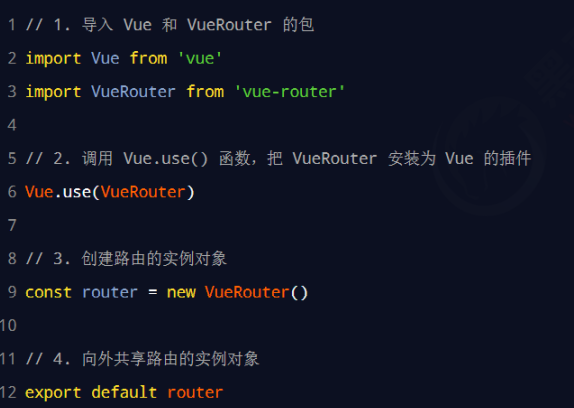 1 // 1. 导入 Vue 和 VueRouter 的包
2 import Vue from 'vue'
3 import VueRouter from 'vue-router'
4
5 // 2. 调用 Vue.use() 函数，把 VueRouter 安装为 Vue 的插件
6 Vue.use(VueRouter)
7
8 // 3. 创建路由的实例对象
9 const router = new VueRouter()
10
11 // 4. 向外共享路由的实例对象
12 export default router